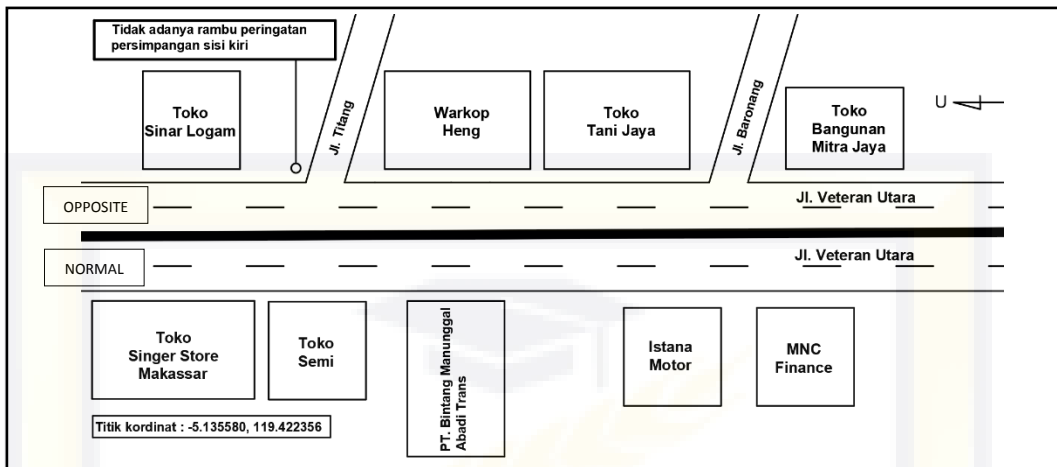 Tidak adanya rambu peringatan
persimpangan sisi kiri
Toko
Sinar Logam
Jl. Titang
Warkop
Heng
Toko
Tani Jaya
Jl. Baronang
Toko
Bangunan
Mitra Jaya
U
OPPOSITE
Jl. Veteran Utara
NORMAL
Jl. Veteran Utara
Toko
Singer Store
Makassar
Toko
Semi
PT. Bintang Manunggal
Abadi Trans
Istana
Motor
MNC
Finance
Titik kordinat : -5.135580, 119.422356